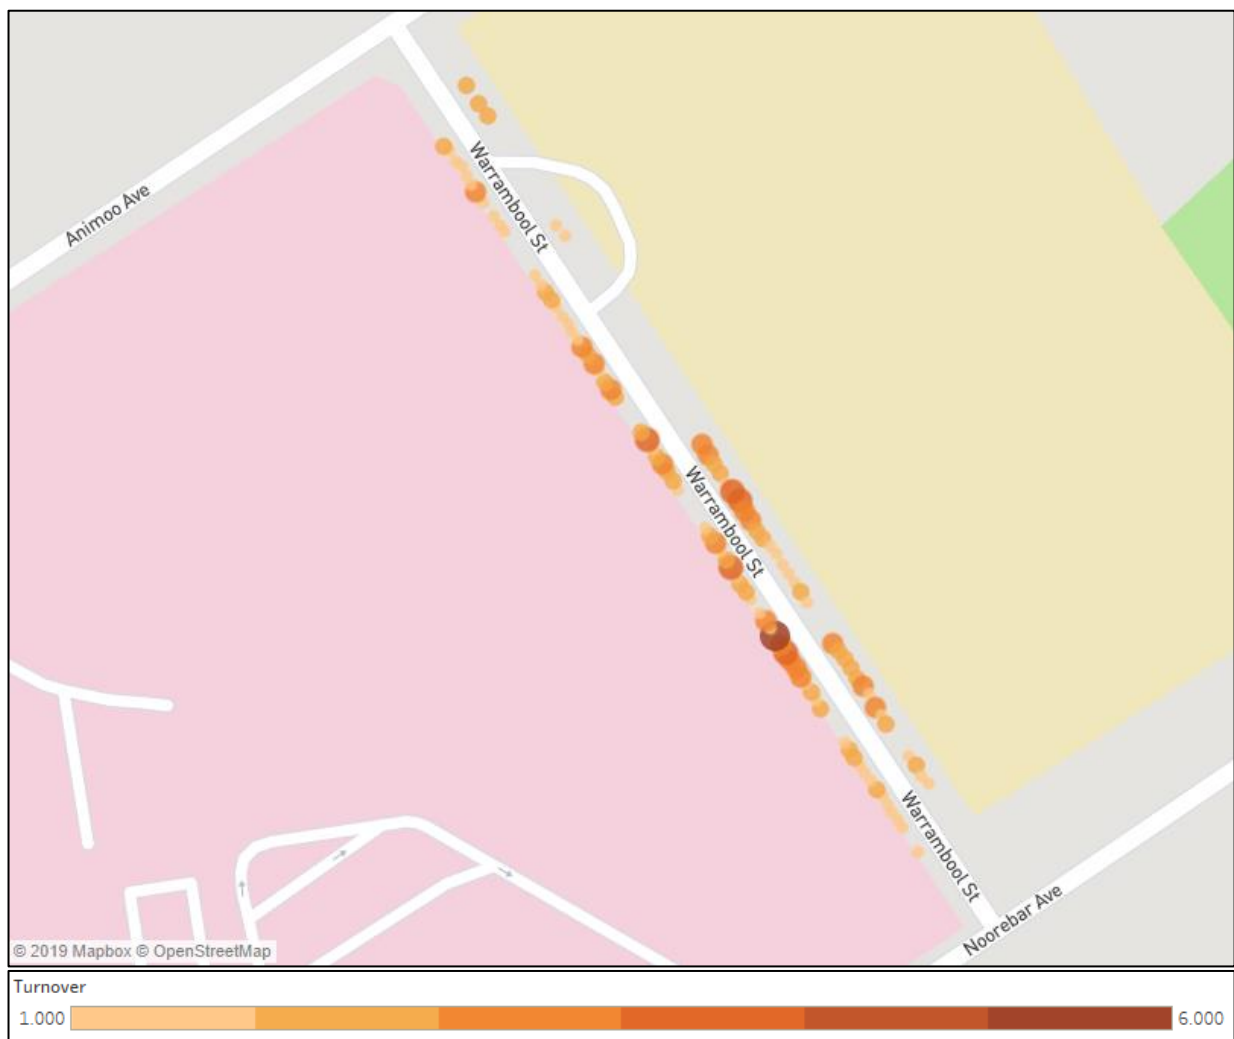 Animoo Ave
Warrambool St
Warrambool St
Warrambool St
Noorebar Ave
© 2019 Mapbox © OpenStreetMap
Turnover
1.000
6.000